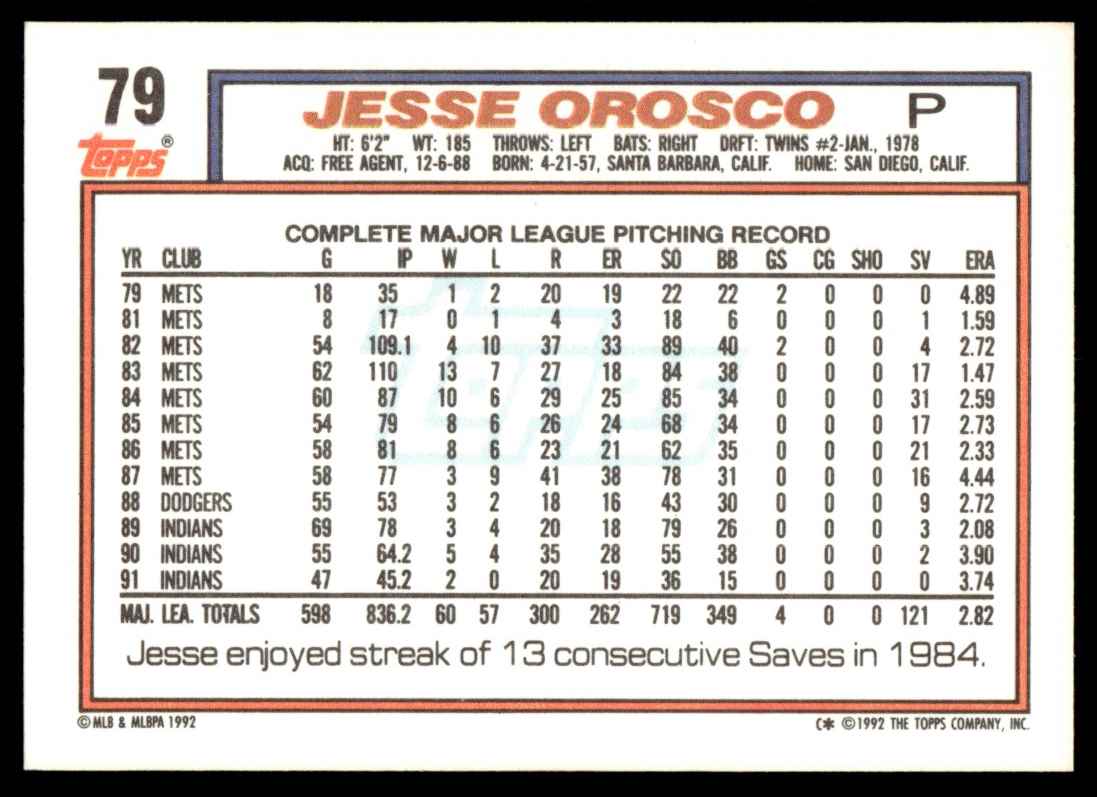 79
JESSE OROSCO P
topps®
HT: 6'2" WT: 185 THROWS: LEFT BATS: RIGHT DRFT: TWINS #2-JAN., 1978
ACQ: FREE AGENT, 12-6-88 BORN: 4-21-57, SANTA BARBARA, CALIF. HOME: SAN DIEGO, CALIF.
COMPLETE MAJOR LEAGUE PITCHING RECORD
YR CLUB G IP W L R ER SO BB GS CG SHO SV ERA
79 METS 18 35 1 2 20 19 22 22 2 0 0 0 4.89
81 METS 8 17 0 1 4 3 18 6 0 0 0 1 1.59
82 METS 54 109.1 4 10 37 33 89 40 2 0 0 4 2.72
83 METS 62 110 13 7 27 18 84 38 0 0 0 17 1.47
84 METS 60 87 10 6 29 25 85 34 0 0 0 31 2.59
85 METS 54 79 8 6 26 24 68 34 0 0 0 17 2.73
86 METS 58 81 8 6 23 21 62 35 0 0 0 21 2.33
87 METS 58 77 3 9 41 38 78 31 0 0 0 16 4.44
88 DODGERS 55 53 3 2 18 16 43 30 0 0 0 9 2.72
89 INDIANS 69 78 3 4 20 18 79 26 0 0 0 3 2.08
90 INDIANS 55 64.2 5 4 35 28 55 38 0 0 0 2 3.90
91 INDIANS 47 45.2 2 0 20 19 36 15 0 0 0 0 3.74
MAJ. LEA. TOTALS 598 836.2 60 57 300 262 719 349 4 0 0 121 2.82
Jesse enjoyed streak of 13 consecutive Saves in 1984.
© MLB & MLBPA 1992
C* © 1992 THE TOPPS COMPANY, INC.